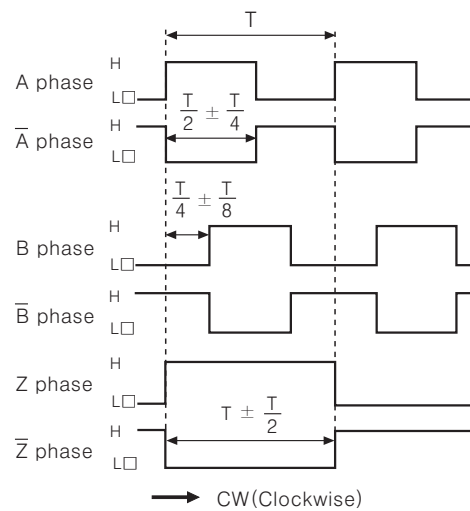 T
H
A phase
L□
T/2 ± T/4
H
A̅ phase
L□
T/4 ± T/8
H
B phase
L□
H
B̅ phase
L□
H
Z phase
L□
T ± T/2
H
Z̅ phase
L□
CW(Clockwise)